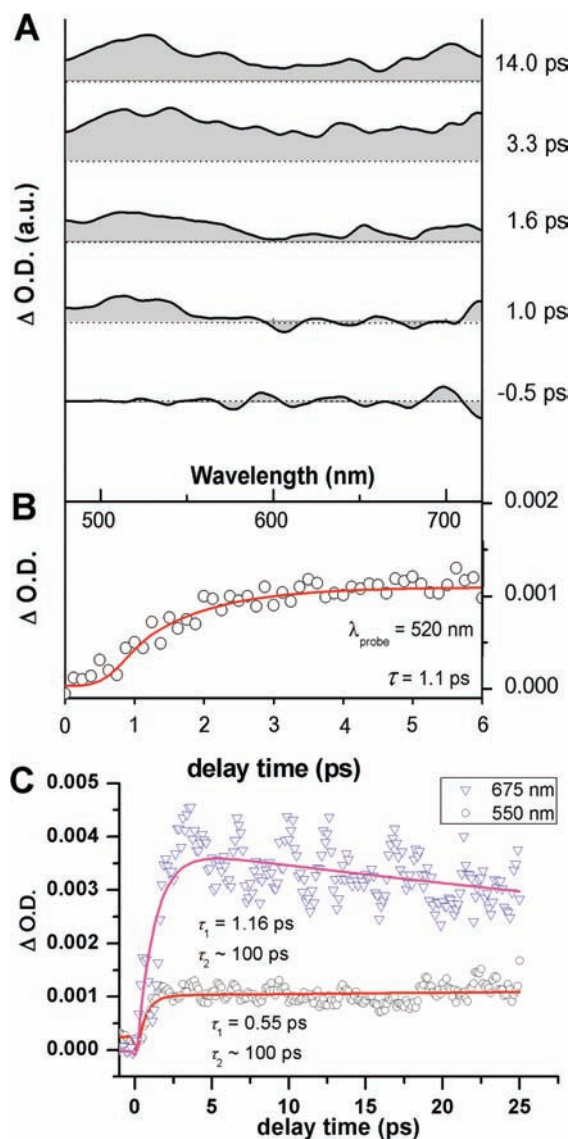 A
14.0 ps
3.3 ps
1.6 ps
1.0 ps
-0.5 ps
Δ O.D. (a.u.)
Wavelength (nm)
500 600 700
B
0.002
0.001
0.000
Δ O.D.
λprobe = 520 nm
τ = 1.1 ps
0 1 2 3 4 5 6
delay time (ps)
C
675 nm
550 nm
0.005
0.004
0.003
0.002
0.001
0.000
Δ O.D.
τ1 = 1.16 ps
τ2 ~ 100 ps
τ1 = 0.55 ps
τ2 ~ 100 ps
0 5 10 15 20 25
delay time (ps)